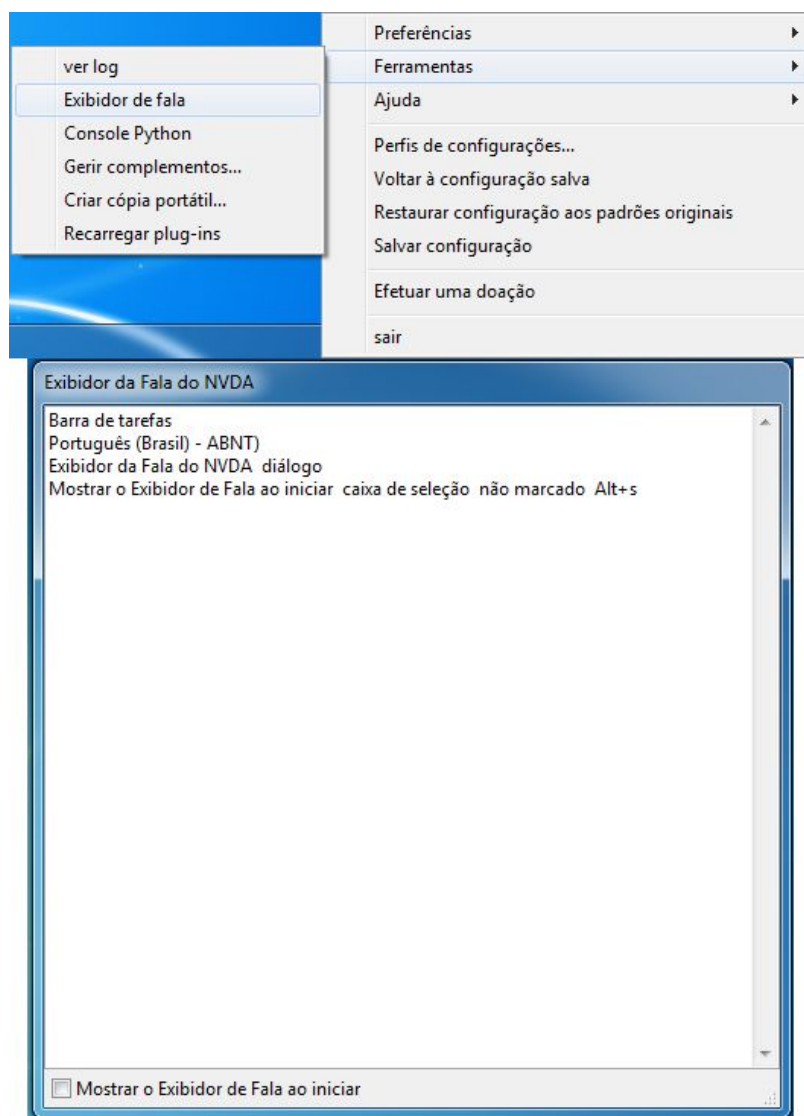 Preferências
Ferramentas
Ajuda
Perfis de configurações...
Voltar à configuração salva
Restaurar configuração aos padrões originais
Salvar configuração
Efetuar uma doação
sair
ver log
Exibidor de fala
Console Python
Gerir complementos...
Criar cópia portátil...
Recarregar plug-ins
Exibidor da Fala do NVDA
Barra de tarefas
Português (Brasil) - ABNT)
Exibidor da Fala do NVDA  diálogo
Mostrar o Exibidor de Fala ao iniciar  caixa de seleção  não marcado  Alt+s
Mostrar o Exibidor de Fala ao iniciar